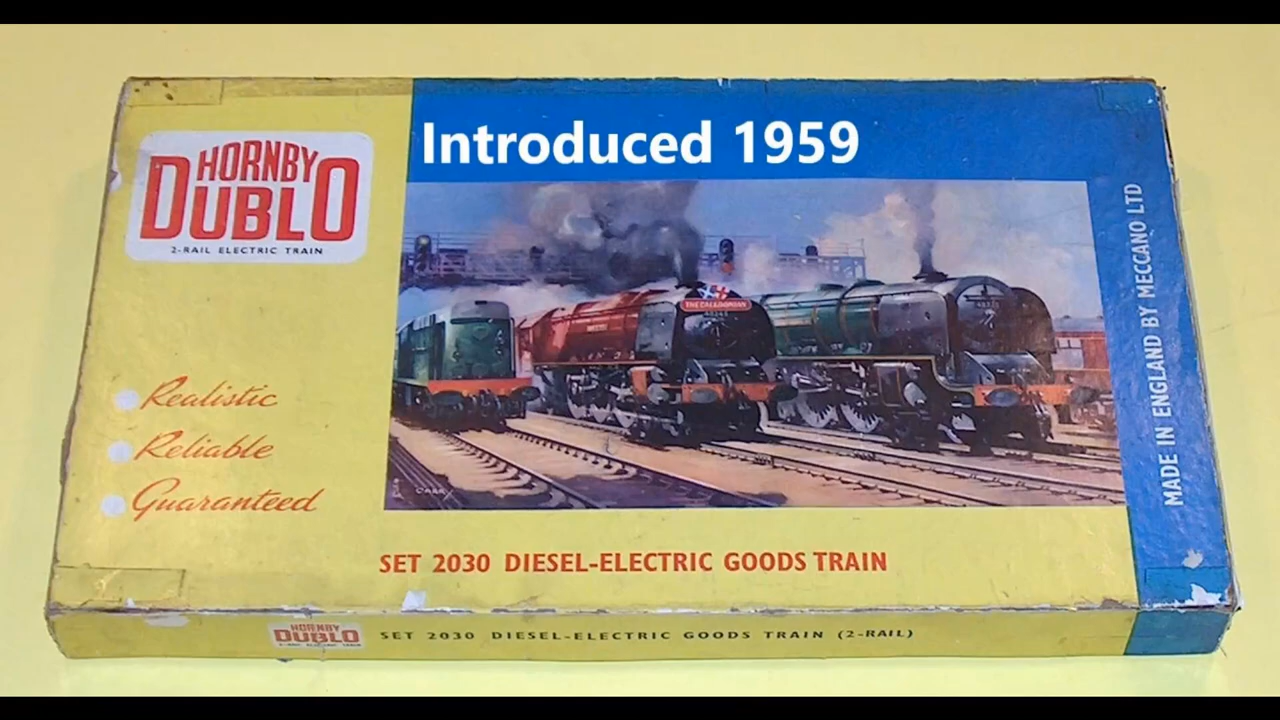 Introduced 1959
HORNBY
DUBLO
2-RAIL ELECTRIC TRAIN
THE CALEDONIAN
Realistic
Reliable
Guaranteed
MADE IN ENGLAND BY MECCANO LTD
SET 2030 DIESEL-ELECTRIC GOODS TRAIN
HORNBY
DUBLO
SET 2030 DIESEL-ELECTRIC GOODS TRAIN (2-RAIL)